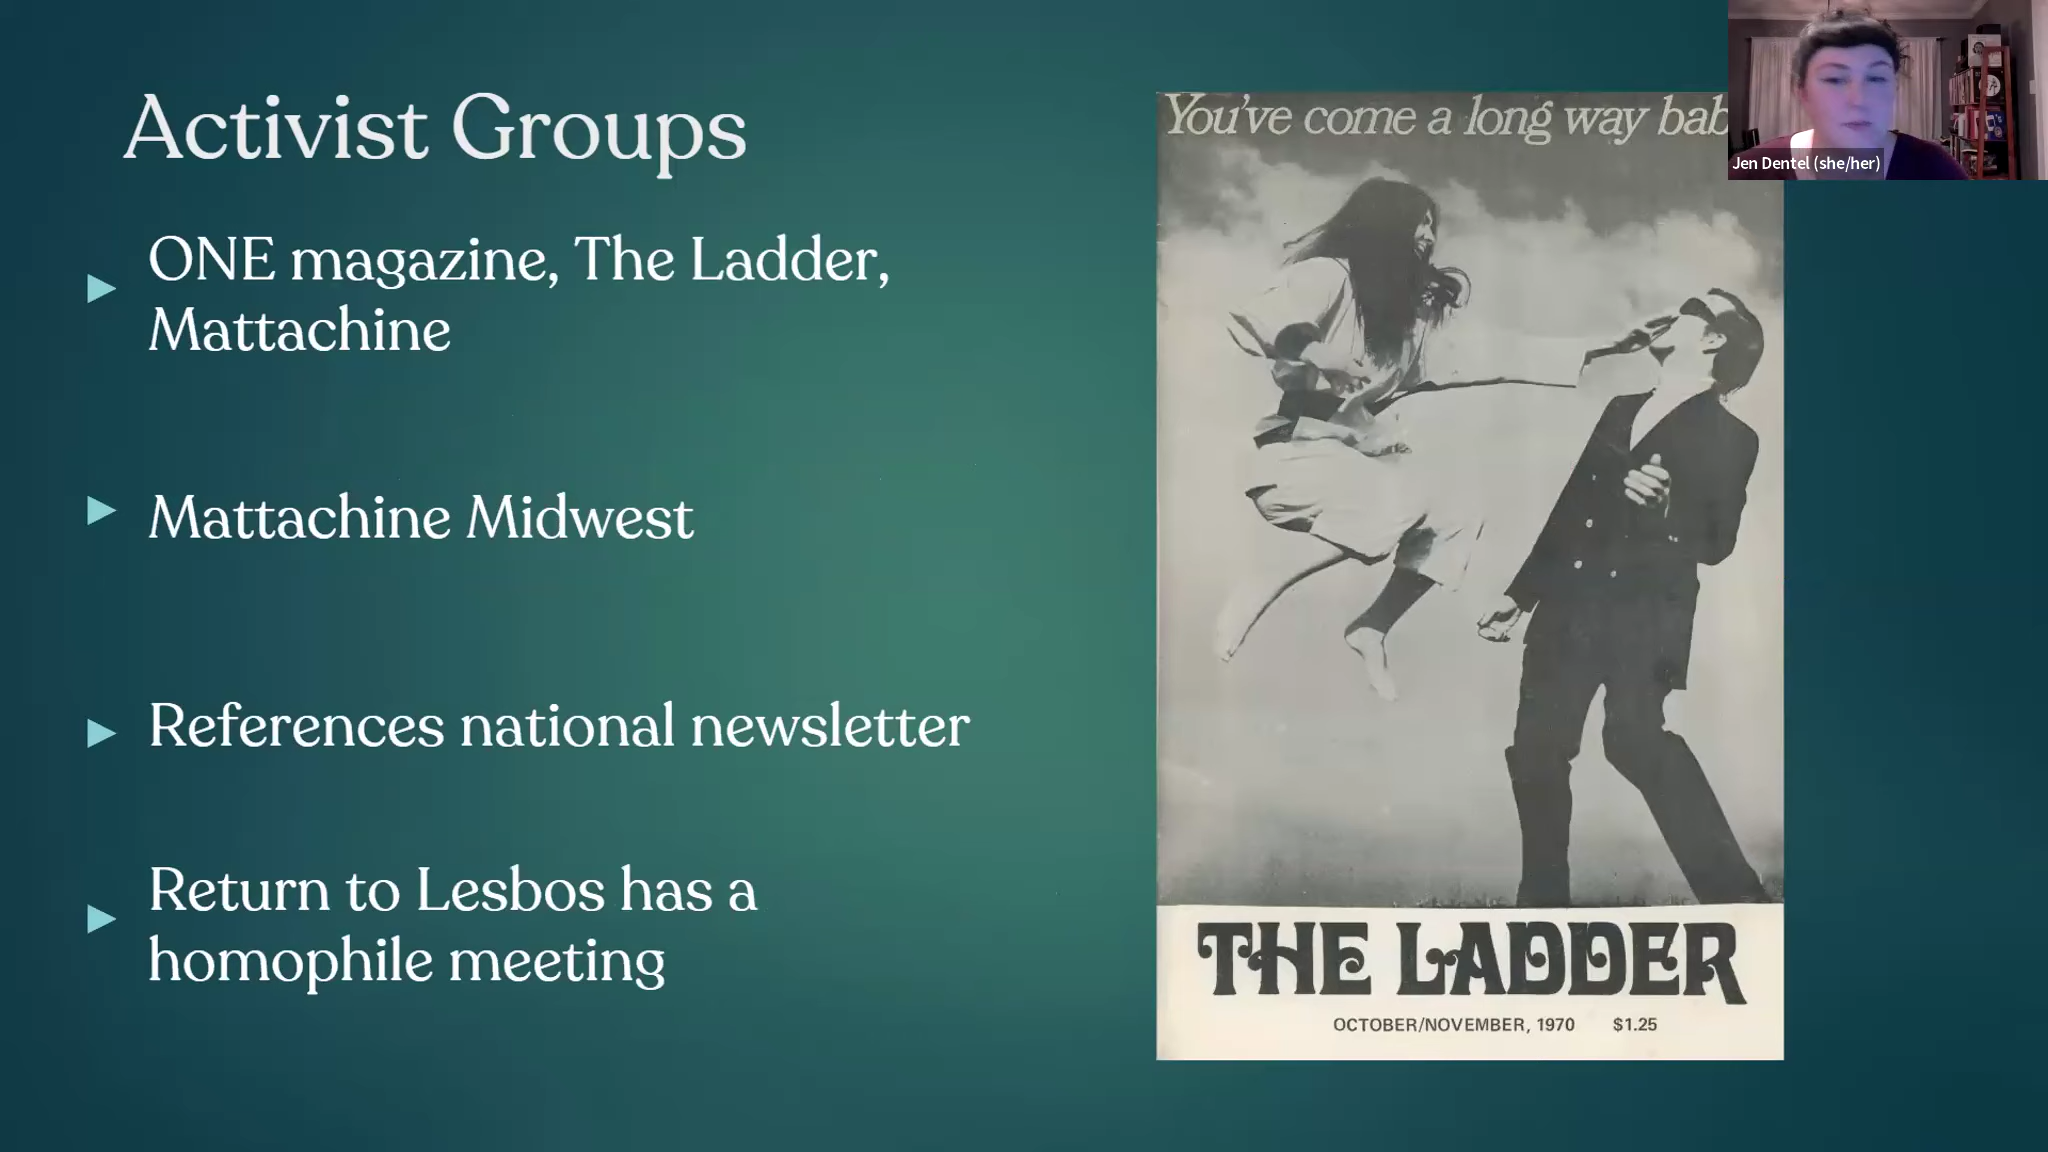 Activist Groups
ONE magazine, The Ladder,
Mattachine
Mattachine Midwest
References national newsletter
Return to Lesbos has a
homophile meeting
You've come a long way bab
THE LADDER
OCTOBER/NOVEMBER, 1970 $1.25
Jen Dentel (she/her)